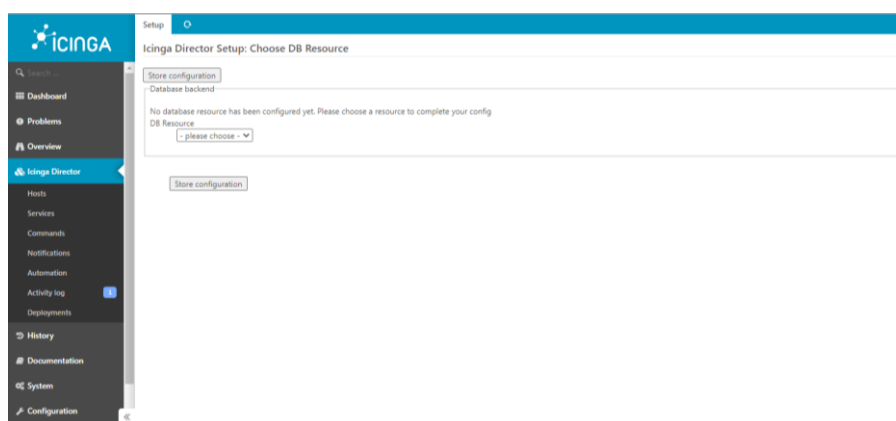 icinga
Search ...
Dashboard
Problems
Overview
Icinga Director
Hosts
Services
Commands
Notifications
Automation
Activity log
Deployments
History
Documentation
System
Configuration
Setup
Icinga Director Setup: Choose DB Resource
Store configuration
Database backend
No database resource has been configured yet. Please choose a resource to complete your config
DB Resource
- please choose -
Store configuration